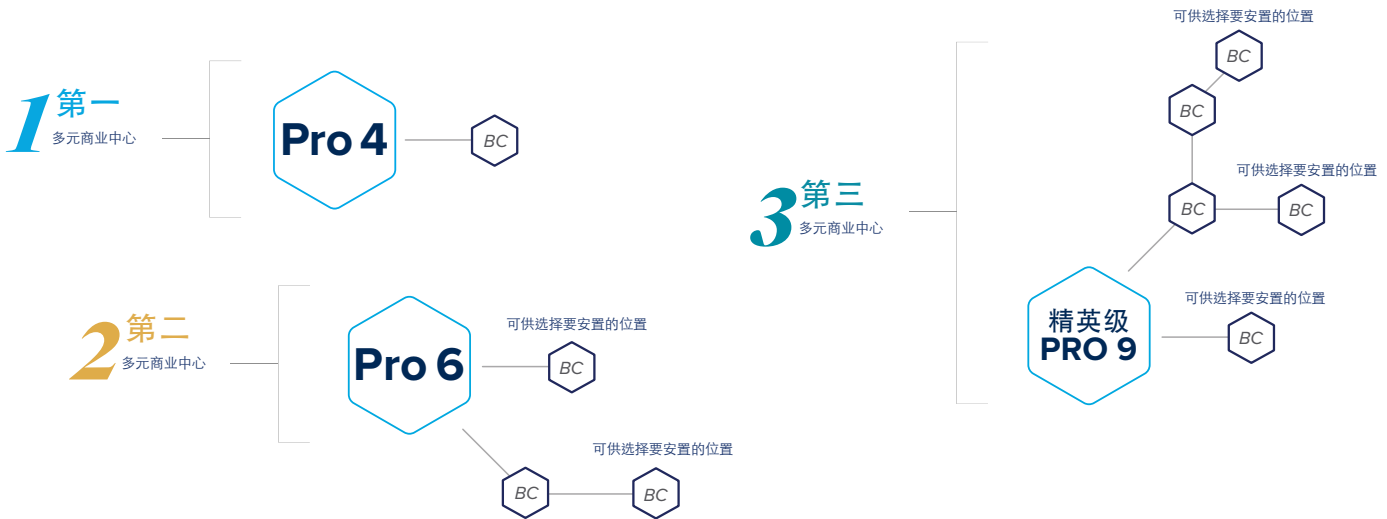 1
第一
多元商业中心
Pro 4
BC
2
第二
多元商业中心
Pro 6
可供选择要安置的位置
BC
可供选择要安置的位置
BC
BC
3
第三
多元商业中心
可供选择要安置的位置
BC
BC
可供选择要安置的位置
BC
BC
精英级
PRO 9
可供选择要安置的位置
BC